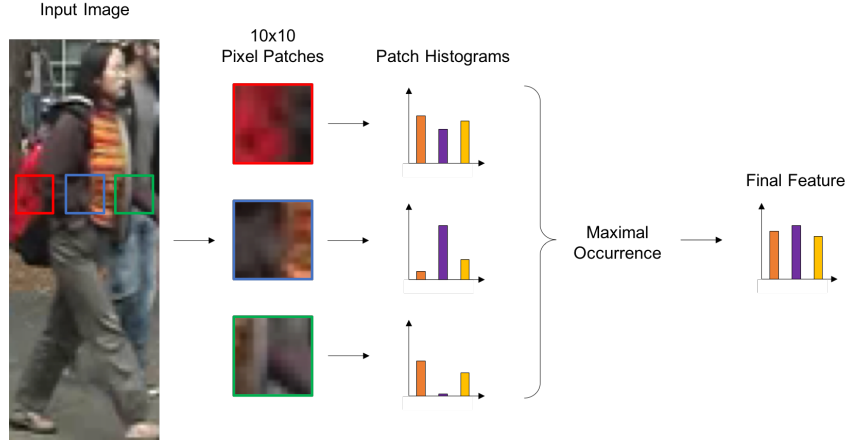 Input Image
10x10
Pixel Patches
Patch Histograms
Maximal
Occurrence
Final Feature